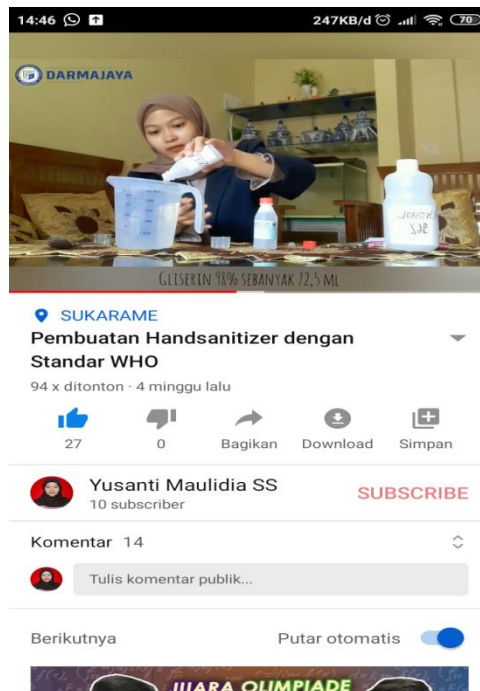 14:46
247KB/d
70
DARMAJAYA
GLISERIN 98% SEBANYAK 72,5 ML
SUKARAME
Pembuatan Handsanitizer dengan
Standar WHO
94 x ditonton · 4 minggu lalu
27
0
Bagikan
Download
Simpan
Yusanti Maulidia SS
10 subscriber
SUBSCRIBE
Komentar 14
Tulis komentar publik...
Berikutnya
Putar otomatis
JUARA OLIMPIADE